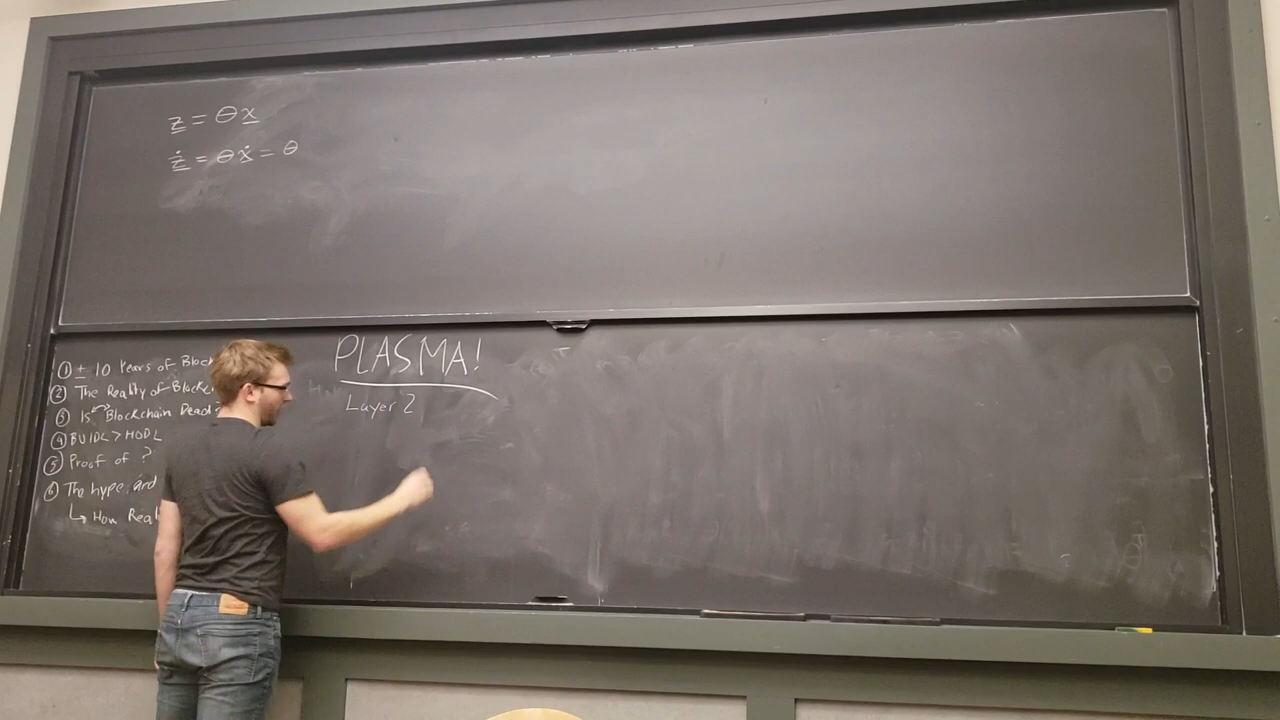 z = θx
ż = θẋ = θ
① ± 10 Years of Block
② The Reality of Blockc
③ Is Blockchain Dead?
④ BUIDL > HODL
⑤ Proof of ?
⑥ The hype, and
↳ How Real
PLASMA!
Layer 2